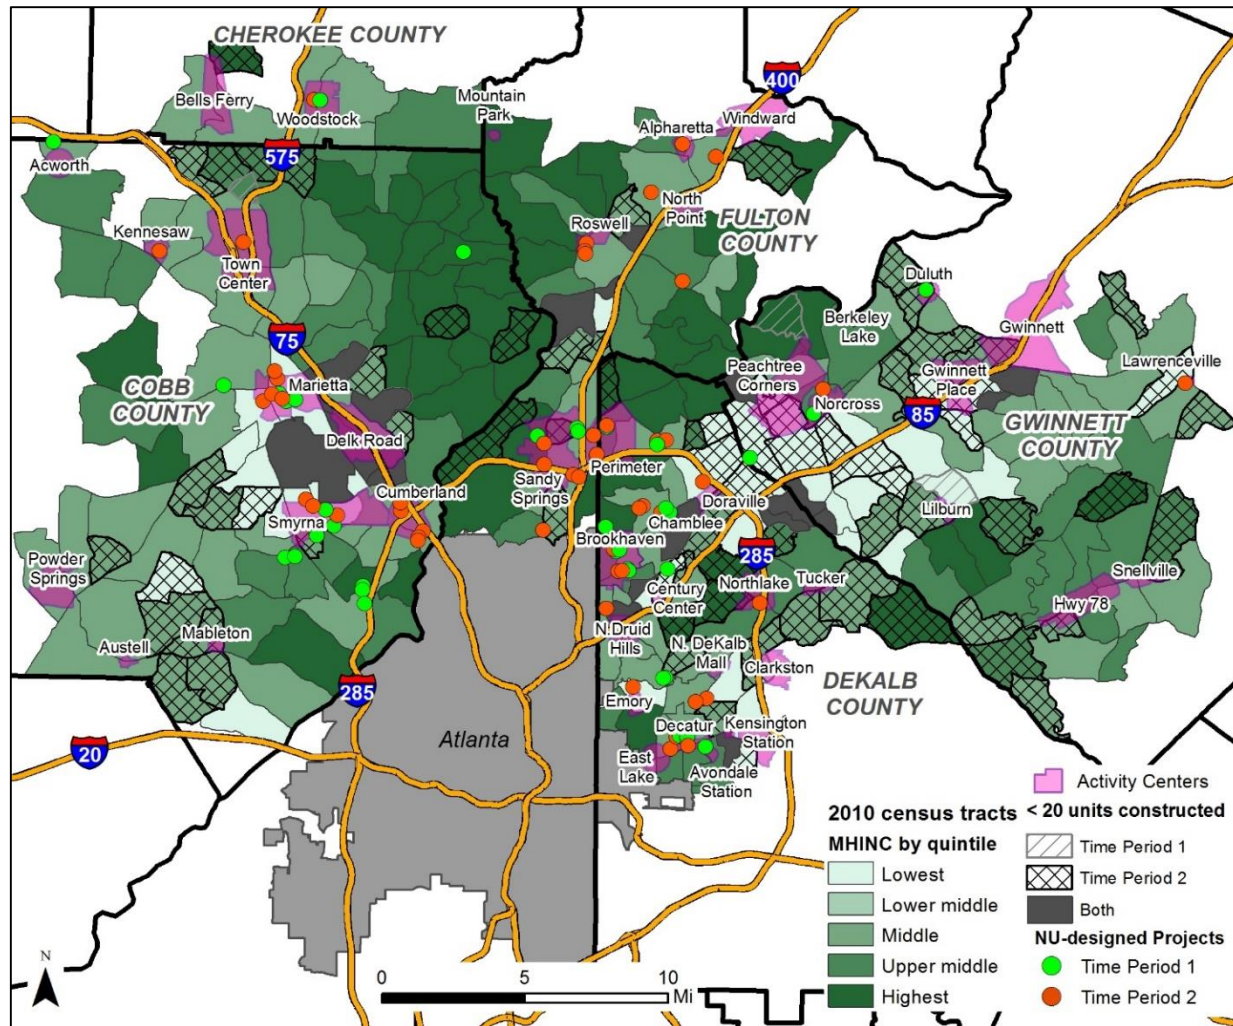 CHEROKEE COUNTY
400
Bells Ferry
Woodstock
Mountain
Park
Windward
Alpharetta
575
Acworth
North
Point
FULTON
COUNTY
Kennesaw
Roswell
Town
Center
Duluth
Berkeley
Lake
Gwinnett
75
Peachtree
Corners
Lawrenceville
Gwinnett
Place
COBB
COUNTY
Marietta
Norcross
85
GWINNETT
COUNTY
Delk Road
Perimeter
Sandy
Springs
Cumberland
Doraville
Lilburn
Smyrna
Chamblee
Brookhaven
285
Powder
Springs
Century
Center
Northlake
Tucker
Snellville
Hwy 78
N.Druid
Hills
Mableton
Austell
N. DeKalb
Mall
Clarkston
285
DEKALB
COUNTY
Emory
Decatur
Kensington
Station
20
Atlanta
East
Lake
Avondale
Station
Activity Centers
2010 census tracts
MHINC by quintile
Lowest
Lower middle
Middle
Upper middle
Highest
< 20 units constructed
Time Period 1
Time Period 2
Both
NU-designed Projects
Time Period 1
Time Period 2
N
0
5
10
Mi